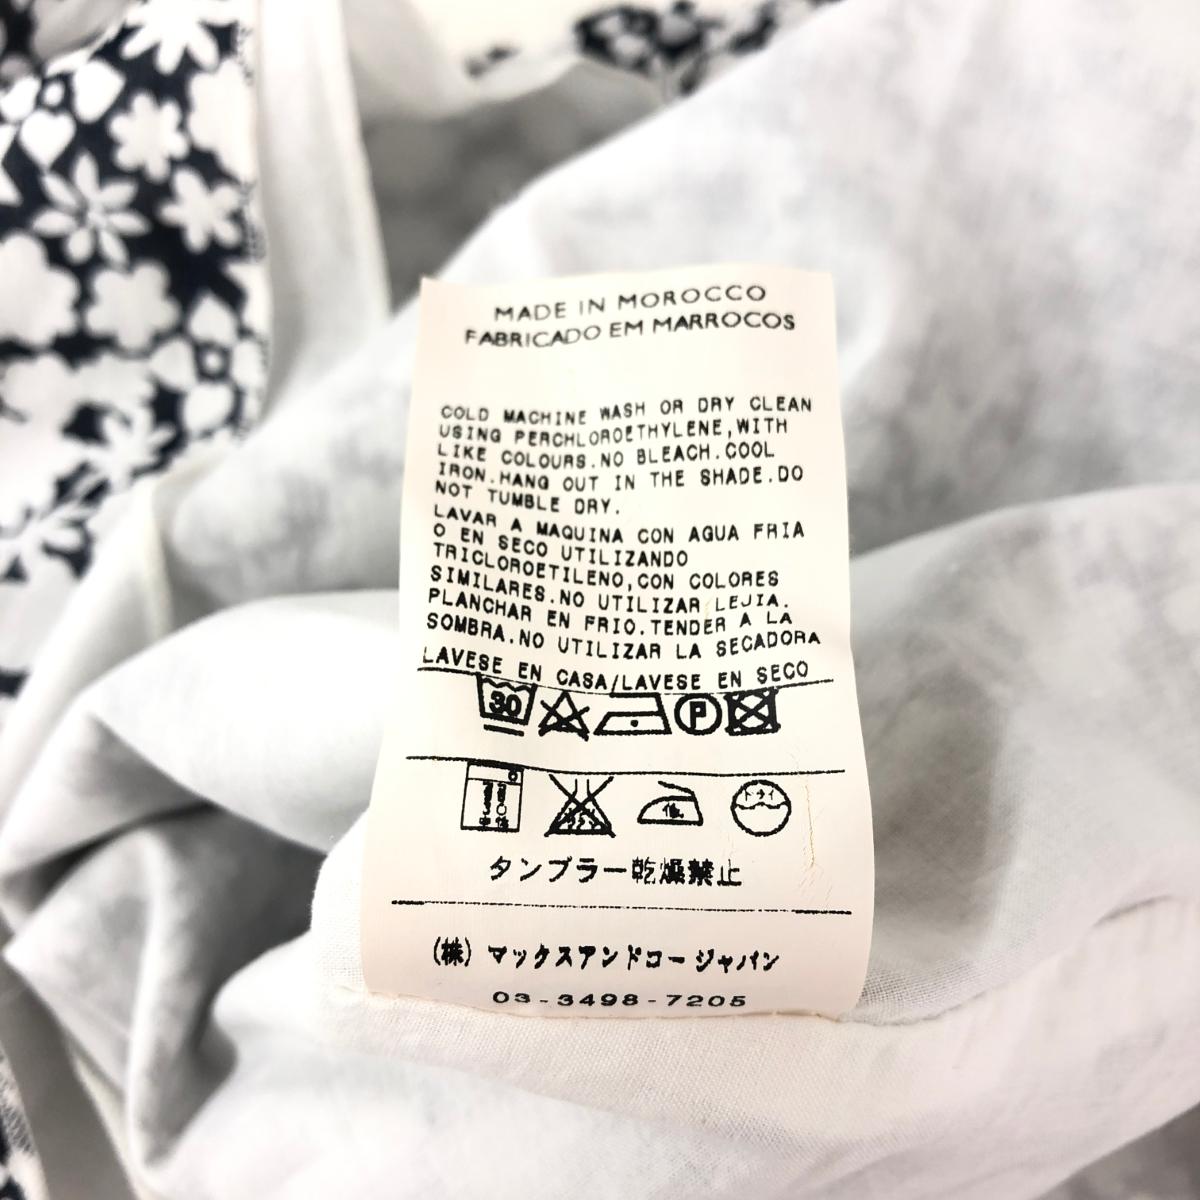 MADE IN MOROCCO
FABRICADO EM MARROCOS
COLD MACHINE WASH OR DRY CLEAN
USING PERCHLOROETHYLENE,WITH
LIKE COLOURS.NO BLEACH.COOL
IRON.HANG OUT IN THE SHADE.DO
NOT TUMBLE DRY.
LAVAR A MAQUINA CON AGUA FRIA
O EN SECO UTILIZANDO
TRICLOROETILENO,CON COLORES
SIMILARES.NO UTILIZAR LEJIA.
PLANCHAR EN FRIO.TENDER A LA
SOMBRA.NO UTILIZAR LA SECADORA
LAVESE EN CASA/LAVESE EN SECO
30 P
低 ドライ
タンブラー乾燥禁止
(株) マックスアンドコージャパン
03-3498-7205